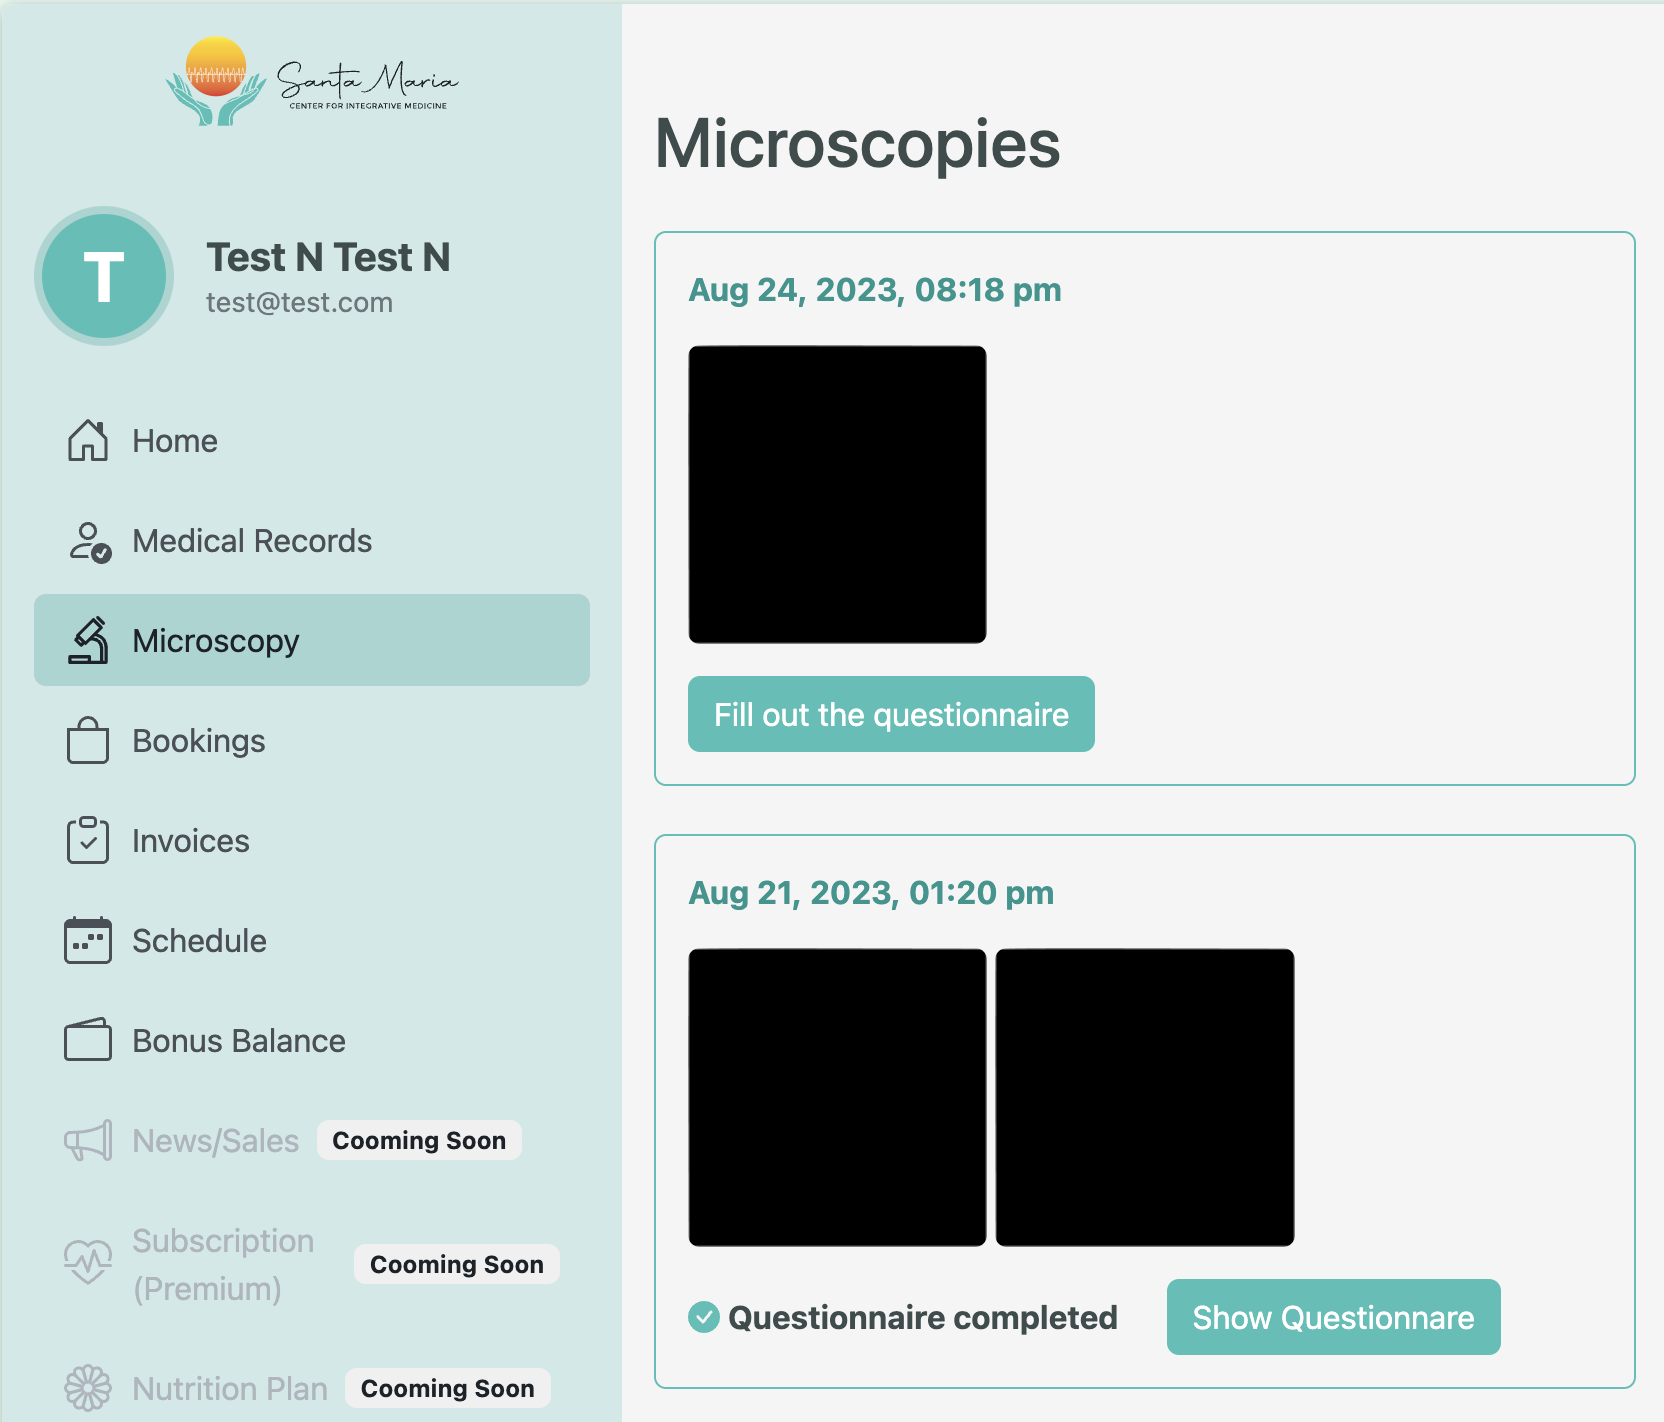 Santa Maria
CENTER FOR INTEGRATIVE MEDICINE
T
Test N Test N
test@test.com
Home
Medical Records
Microscopy
Bookings
Invoices
Schedule
Bonus Balance
News/Sales Cooming Soon
Subscription
(Premium)
Cooming Soon
Nutrition Plan Cooming Soon
Microscopies
Aug 24, 2023, 08:18 pm
Fill out the questionnaire
Aug 21, 2023, 01:20 pm
Questionnaire completed
Show Questionnare